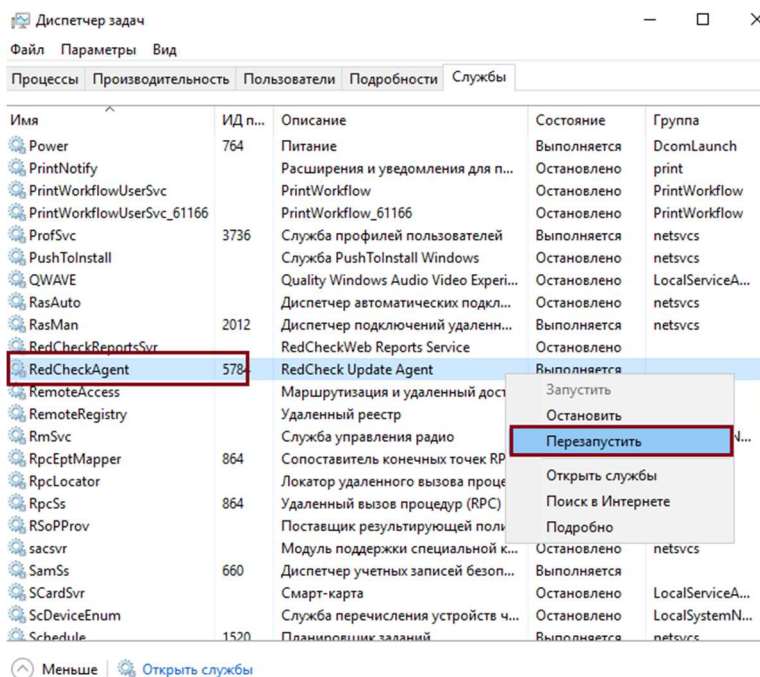 Диспетчер задач
Файл Параметры Вид
Процессы Производительность Пользователи Подробности Службы
Имя ИД п... Описание Состояние Группа
Power 764 Питание Выполняется DcomLaunch
PrintNotify Расширения и уведомления для п... Остановлено print
PrintWorkflowUserSvc PrintWorkflow Остановлено PrintWorkflow
PrintWorkflowUserSvc_61166 PrintWorkflow_61166 Остановлено PrintWorkflow
ProfSvc 3736 Служба профилей пользователей Выполняется netsvcs
PushToInstall Служба PushToInstall Windows Остановлено netsvcs
QWAVE Quality Windows Audio Video Experi... Остановлено LocalServiceA...
RasAuto Диспетчер автоматических подкл... Остановлено netsvcs
RasMan 2012 Диспетчер подключений удаленн... Выполняется netsvcs
RedCheckReportsSvr RedCheckWeb Reports Service Остановлено
RedCheckAgent 5784 RedCheck Update Agent Выполняется
RemoteAccess Маршрутизация и удаленный дост Запустить
RemoteRegistry Удаленный реестр Остановить
RmSvc Служба управления радио Перезапустить
RpcEptMapper 864 Сопоставитель конечных точек RP
RpcLocator Локатор удаленного вызова проце Открыть службы
RpcSs 864 Удаленный вызов процедур (RPC) Поиск в Интернете
RSoPProv Поставщик результирующей поли Подробно
sacsvr Модуль поддержки специальной к... Остановлено netsvcs
SamSs 660 Диспетчер учетных записей безоп... Выполняется
SCardSvr Смарт-карта Остановлено LocalServiceA...
ScDeviceEnum Служба перечисления устройств ч... Остановлено LocalSystemN...
Schedule 1520 Планировщик заданий Выполняется netsvcs
Меньше Открыть службы